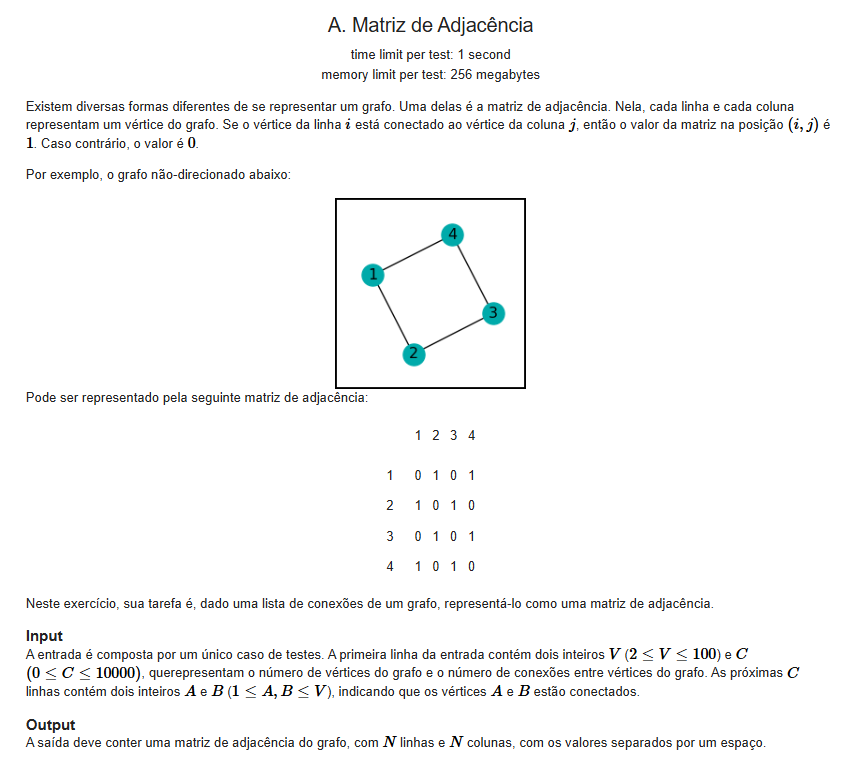 A. Matriz de Adjacência
time limit per test: 1 second
memory limit per test: 256 megabytes
Existem diversas formas diferentes de se representar um grafo. Uma delas é a matriz de adjacência. Nela, cada linha e cada coluna
representam um vértice do grafo. Se o vértice da linha i está conectado ao vértice da coluna j, então o valor da matriz na posição (i, j) é
1. Caso contrário, o valor é 0.
Por exemplo, o grafo não-direcionado abaixo:
4
1
3
2
Pode ser representado pela seguinte matriz de adjacência:
1 2 3 4
1 0 1 0 1
2 1 0 1 0
3 0 1 0 1
4 1 0 1 0
Neste exercício, sua tarefa é, dado uma lista de conexões de um grafo, representá-lo como uma matriz de adjacência.
Input
A entrada é composta por um único caso de testes. A primeira linha da entrada contém dois inteiros V (2 ≤ V ≤ 100) e C
(0 ≤ C ≤ 10000), querepresentam o número de vértices do grafo e o número de conexões entre vértices do grafo. As próximas C
linhas contém dois inteiros A e B (1 ≤ A, B ≤ V), indicando que os vértices A e B estão conectados.
Output
A saída deve conter uma matriz de adjacência do grafo, com N linhas e N colunas, com os valores separados por um espaço.